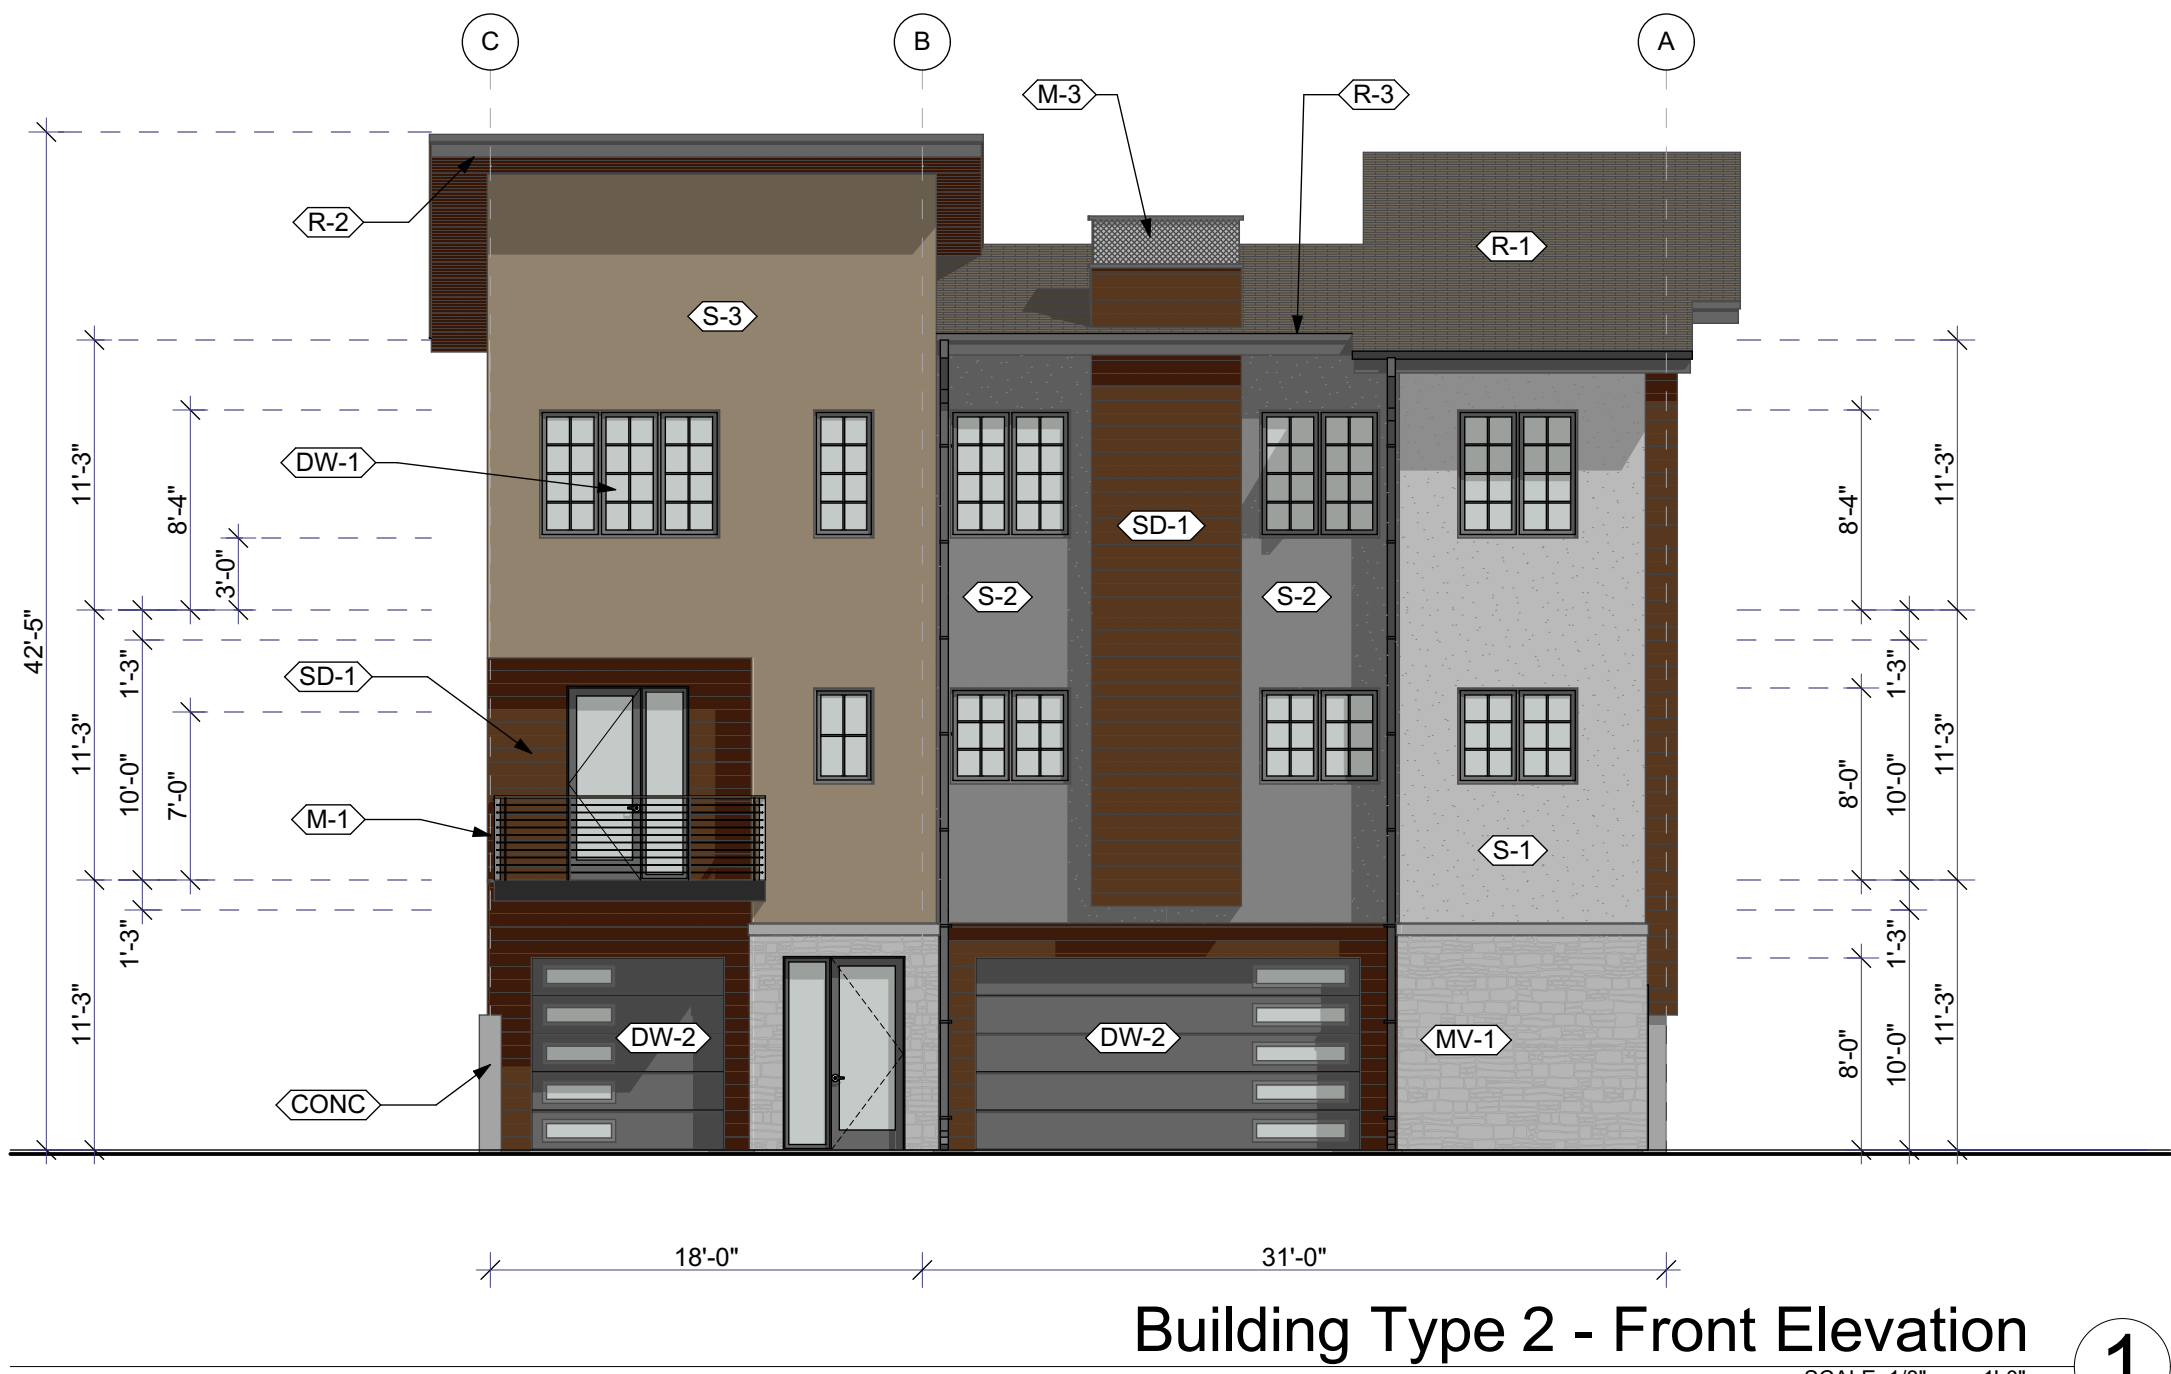 C
B
A
M-3
R-3
R-2
R-1
S-3
DW-1
SD-1
S-2
S-2
SD-1
M-1
S-1
DW-2
DW-2
MV-1
CONC
42'-5"
11'-3"
11'-3"
11'-3"
1'-3"
10'-0"
1'-3"
8'-4"
7'-0"
3'-0"
8'-4"
8'-0"
8'-0"
1'-3"
10'-0"
1'-3"
10'-0"
11'-3"
11'-3"
11'-3"
18'-0"
31'-0"
Building Type 2 - Front Elevation
1